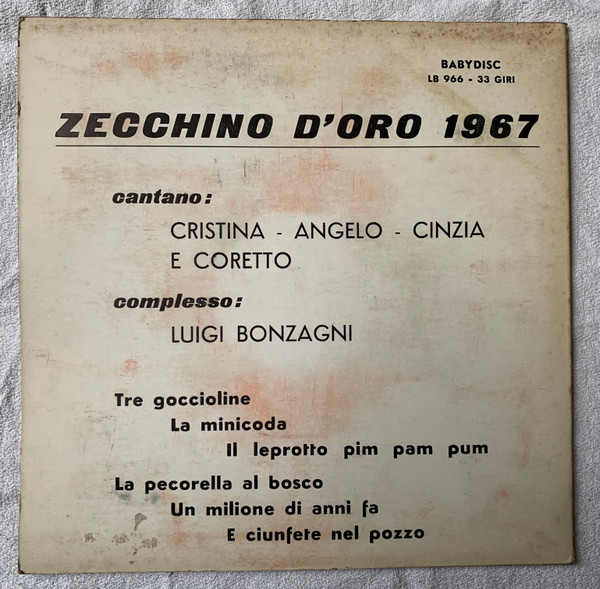 BABYDISC
LB 966 - 33 GIRI
ZECCHINO D'ORO 1967
cantano:
CRISTINA - ANGELO - CINZIA
E CORETTO
complesso:
LUIGI BONZAGNI
Tre goccioline
La minicoda
Il leprotto pim pam pum
La pecorella al bosco
Un milione di anni fa
E ciunfete nel pozzo